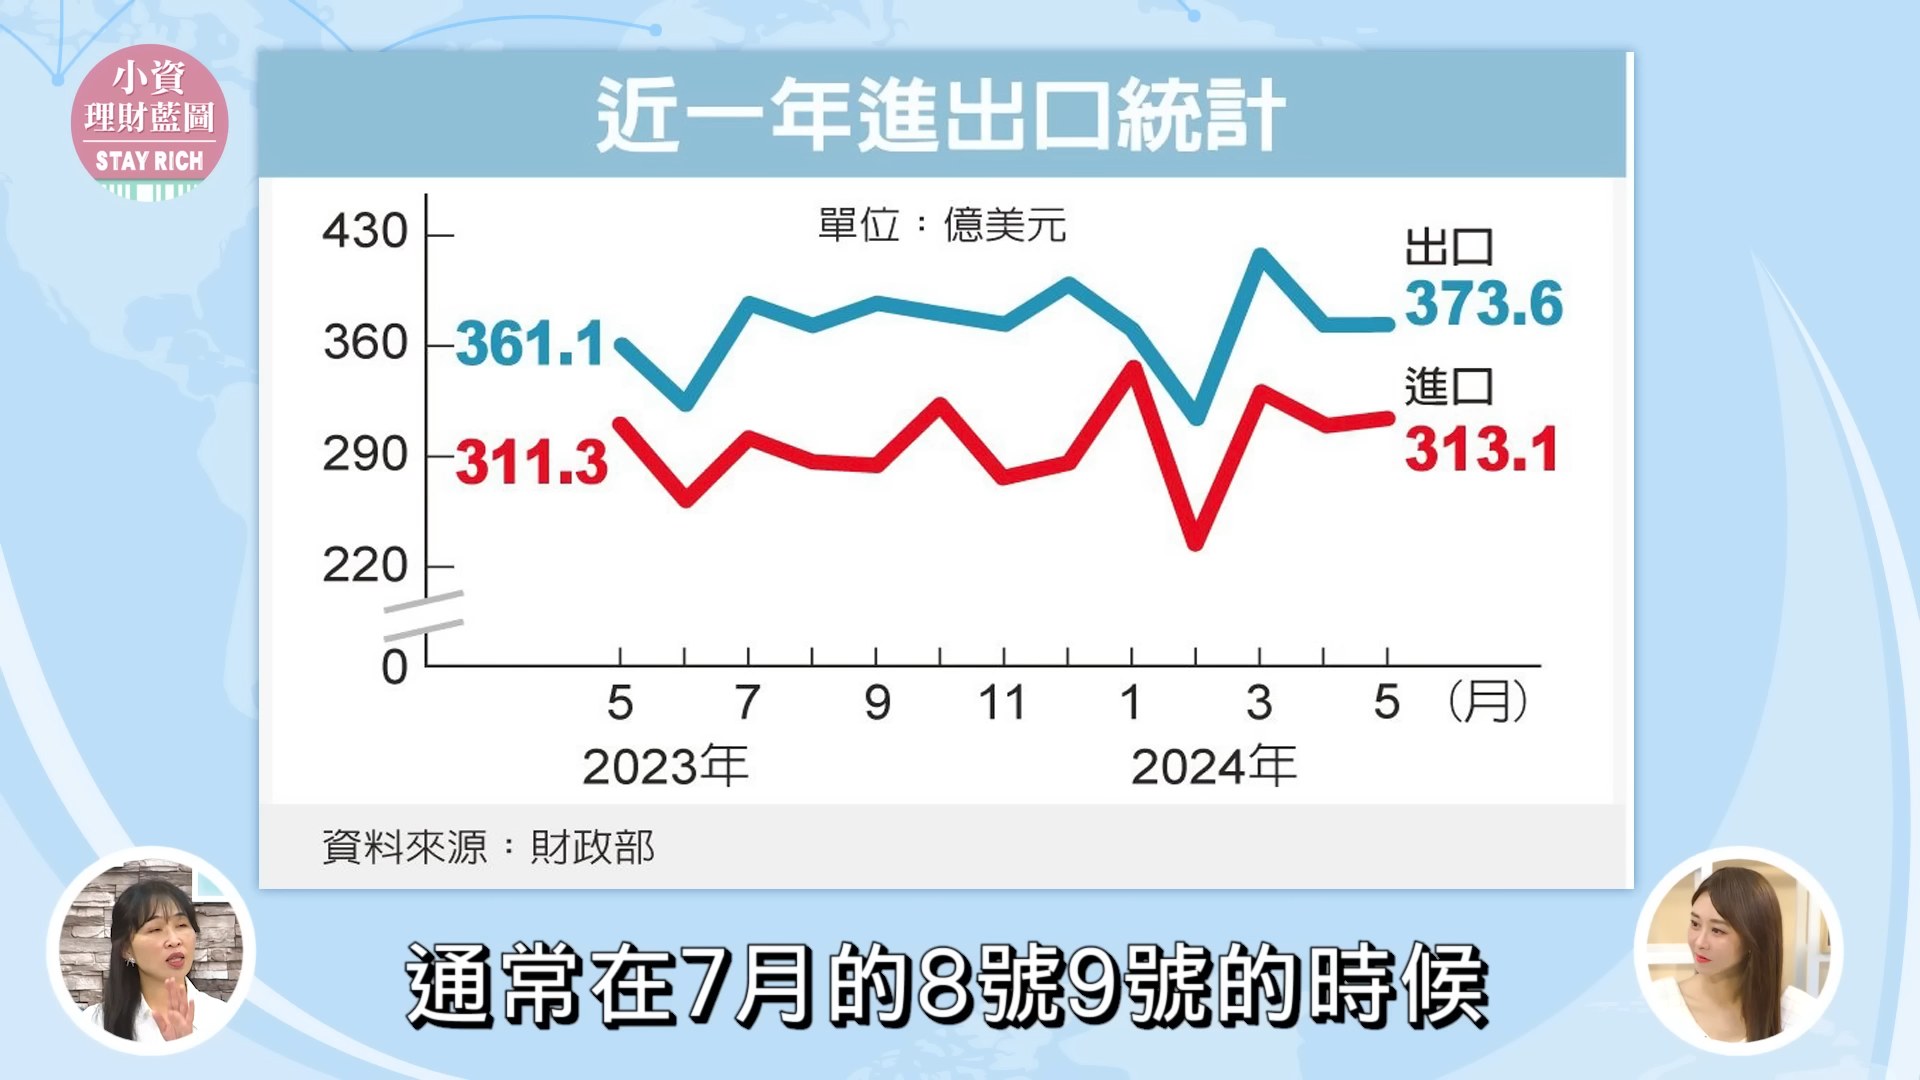 小資
理財藍圖
STAY RICH
近一年進出口統計
單位：億美元
430
360
290
220
0
361.1
311.3
出口
373.6
進口
313.1
5 7 9 11 1 3 5 (月)
2023年 2024年
資料來源：財政部
通常在7月的8號9號的時候